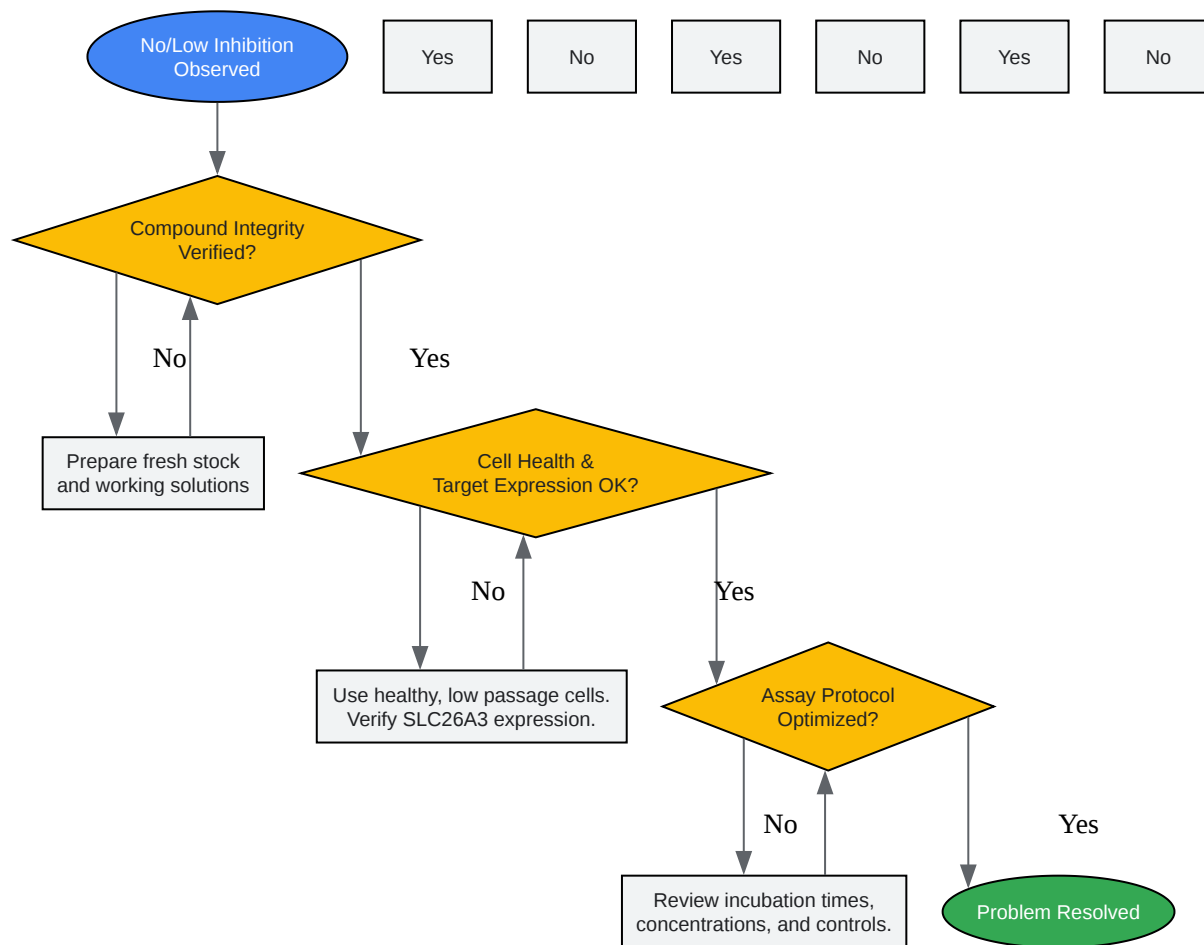 No/Low Inhibition
Observed
Yes
No
Yes
No
Yes
No
Compound Integrity
Verified?
No
Yes
Prepare fresh stock
and working solutions
Cell Health &
Target Expression OK?
No
Yes
Use healthy, low passage cells.
Verify SLC26A3 expression.
Assay Protocol
Optimized?
No
Yes
Review incubation times,
concentrations, and controls.
Problem Resolved